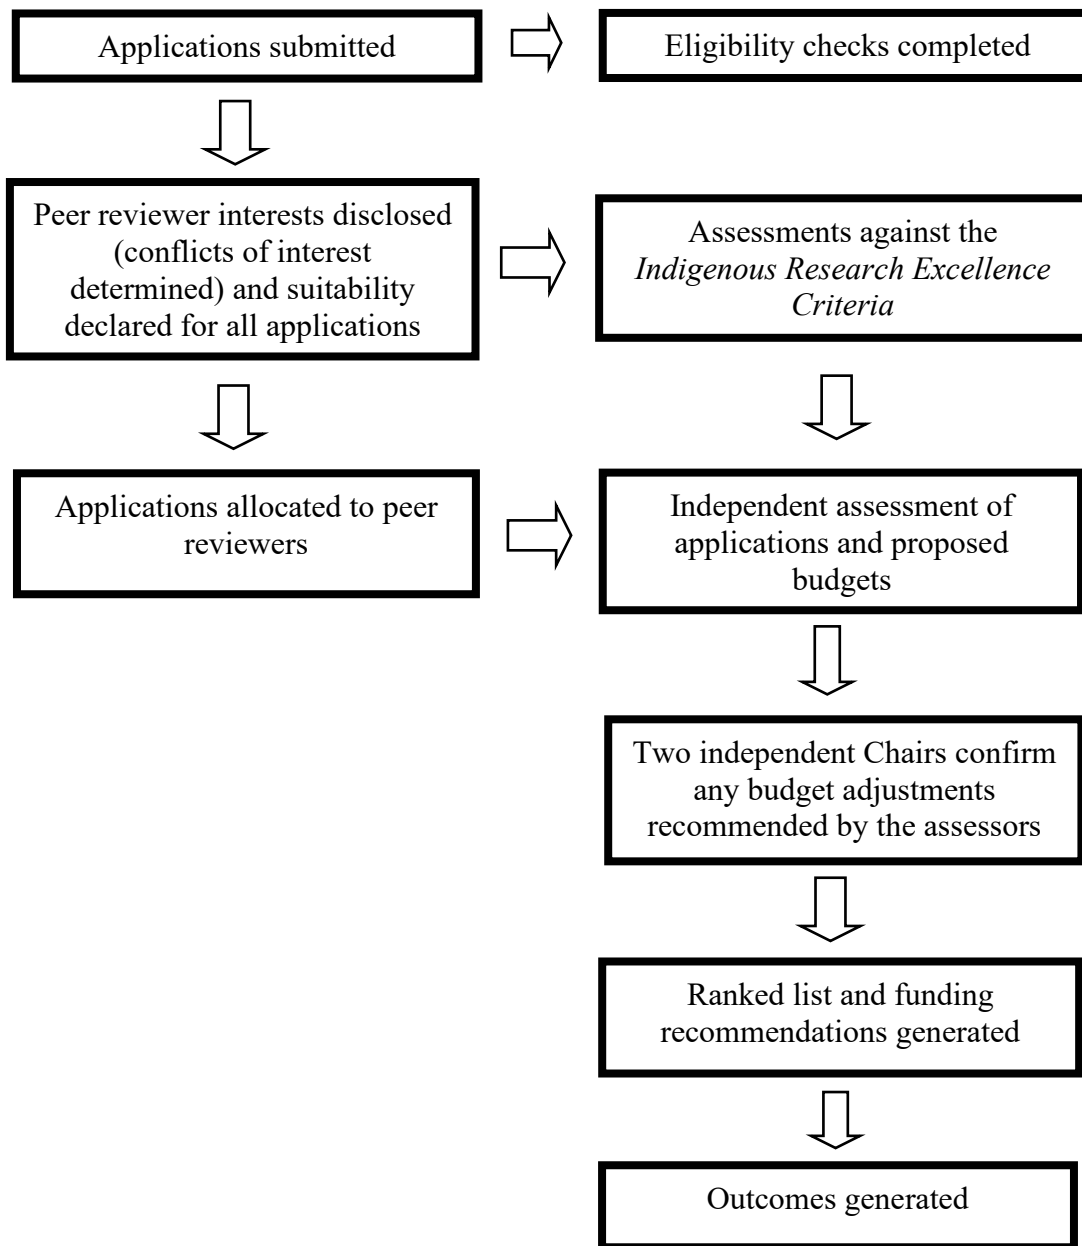 Applications submitted
Eligibility checks completed
Peer reviewer interests disclosed
(conflicts of interest
determined) and suitability
declared for all applications
Assessments against the
Indigenous Research Excellence
Criteria
Applications allocated to peer
reviewers
Independent assessment of
applications and proposed
budgets
Two independent Chairs confirm
any budget adjustments
recommended by the assessors
Ranked list and funding
recommendations generated
Outcomes generated